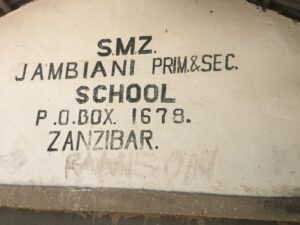 S.M.Z.
JAMBIANI PRIM.&SEC.
SCHOOL
P.O.BOX. 1678.
ZANZIBAR.